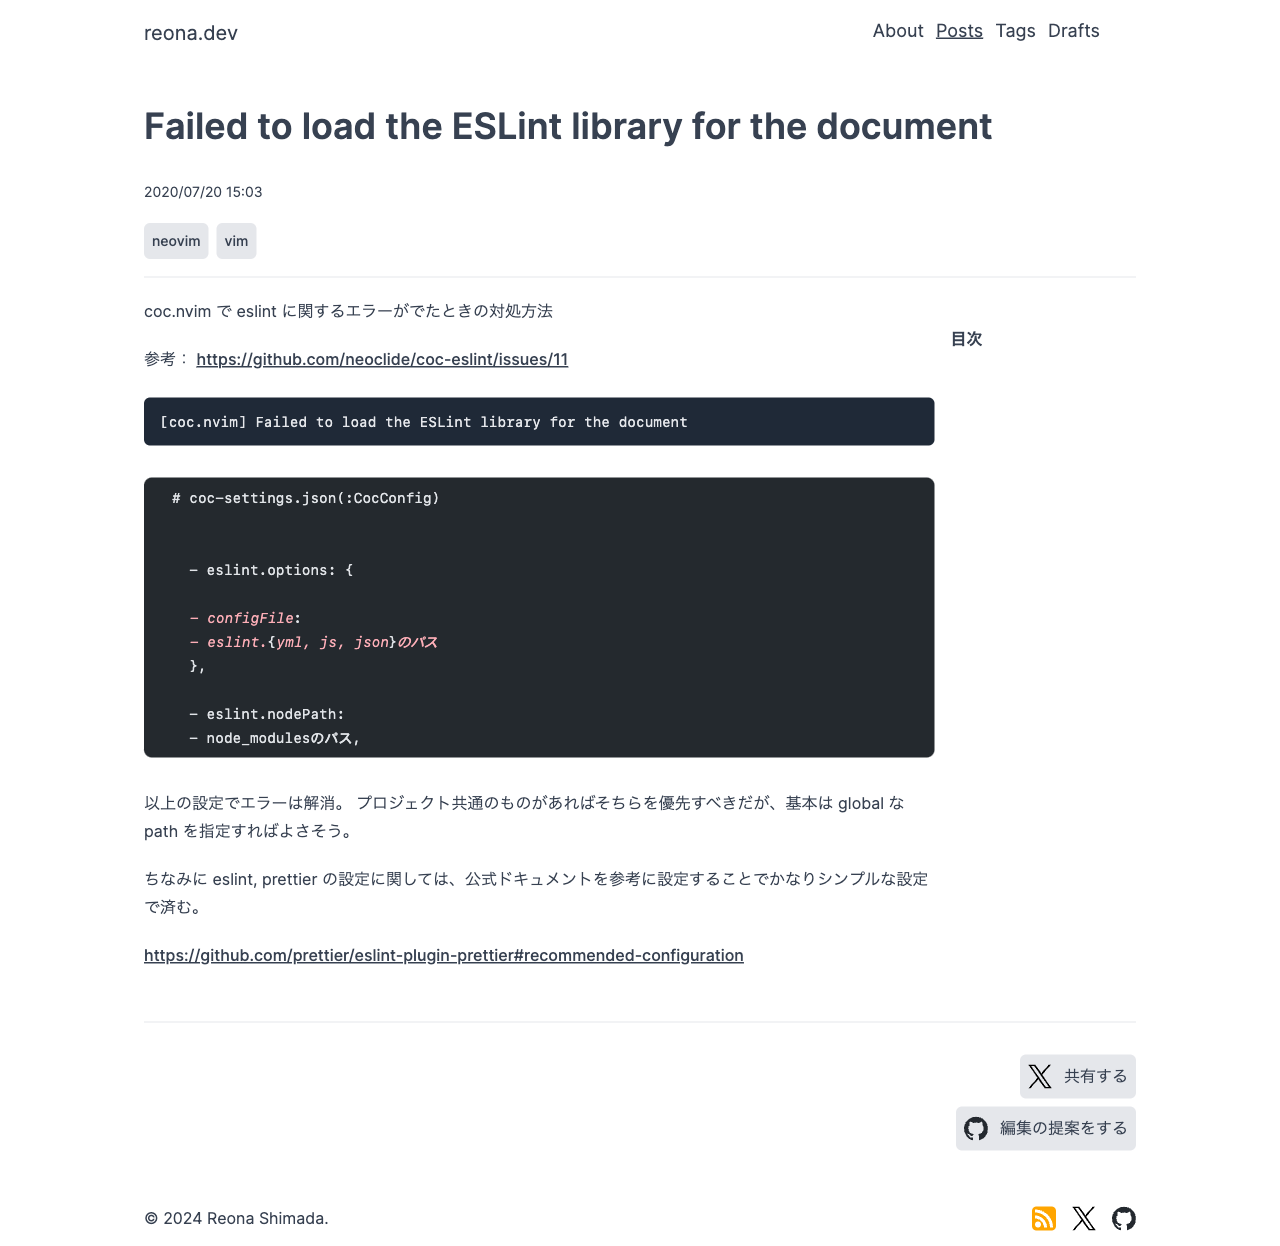 reona.dev
About Posts Tags Drafts
Failed to load the ESLint library for the document
2020/07/20 15:03
neovim vim
coc.nvim で eslint に関するエラーがでたときの対処方法
目次
参考： https://github.com/neoclide/coc-eslint/issues/11
[coc.nvim] Failed to load the ESLint library for the document
# coc-settings.json(:CocConfig)
- eslint.options: {
- configFile:
- eslint.{yml, js, json}のパス
},
- eslint.nodePath:
- node_modulesのパス,
以上の設定でエラーは解消。 プロジェクト共通のものがあればそちらを優先すべきだが、基本は global な
path を指定すればよさそう。
ちなみに eslint, prettier の設定に関しては、公式ドキュメントを参考に設定することでかなりシンプルな設定
で済む。
https://github.com/prettier/eslint-plugin-prettier#recommended-configuration
共有する
編集の提案をする
© 2024 Reona Shimada.